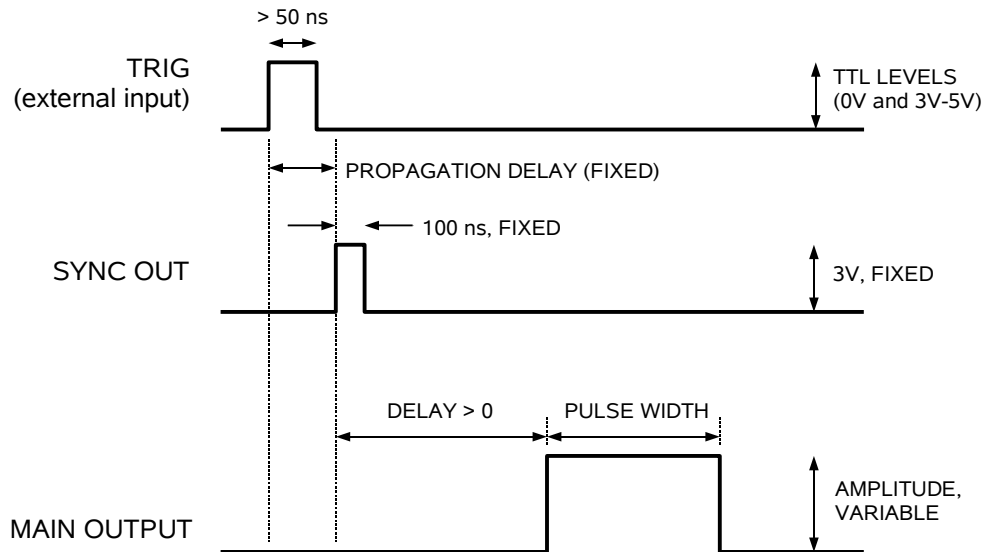 > 50 ns
TRIG
(external input)
TTL LEVELS
(0V and 3V-5V)
PROPAGATION DELAY (FIXED)
100 ns, FIXED
SYNC OUT
3V, FIXED
DELAY > 0
PULSE WIDTH
AMPLITUDE,
VARIABLE
MAIN OUTPUT